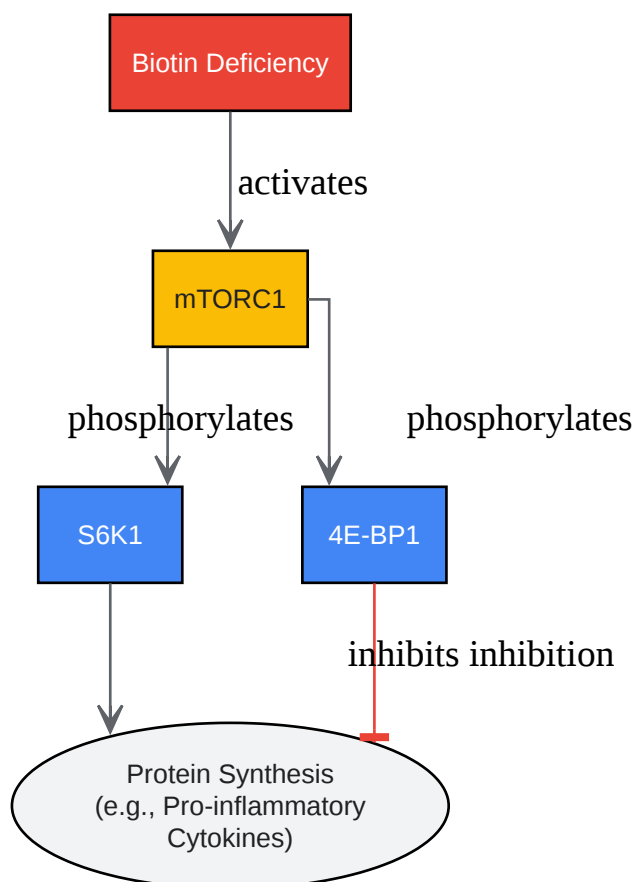 Biotin Deficiency
activates
mTORC1
phosphorylates
phosphorylates
S6K1
4E-BP1
inhibits inhibition
Protein Synthesis
(e.g., Pro-inflammatory
Cytokines)